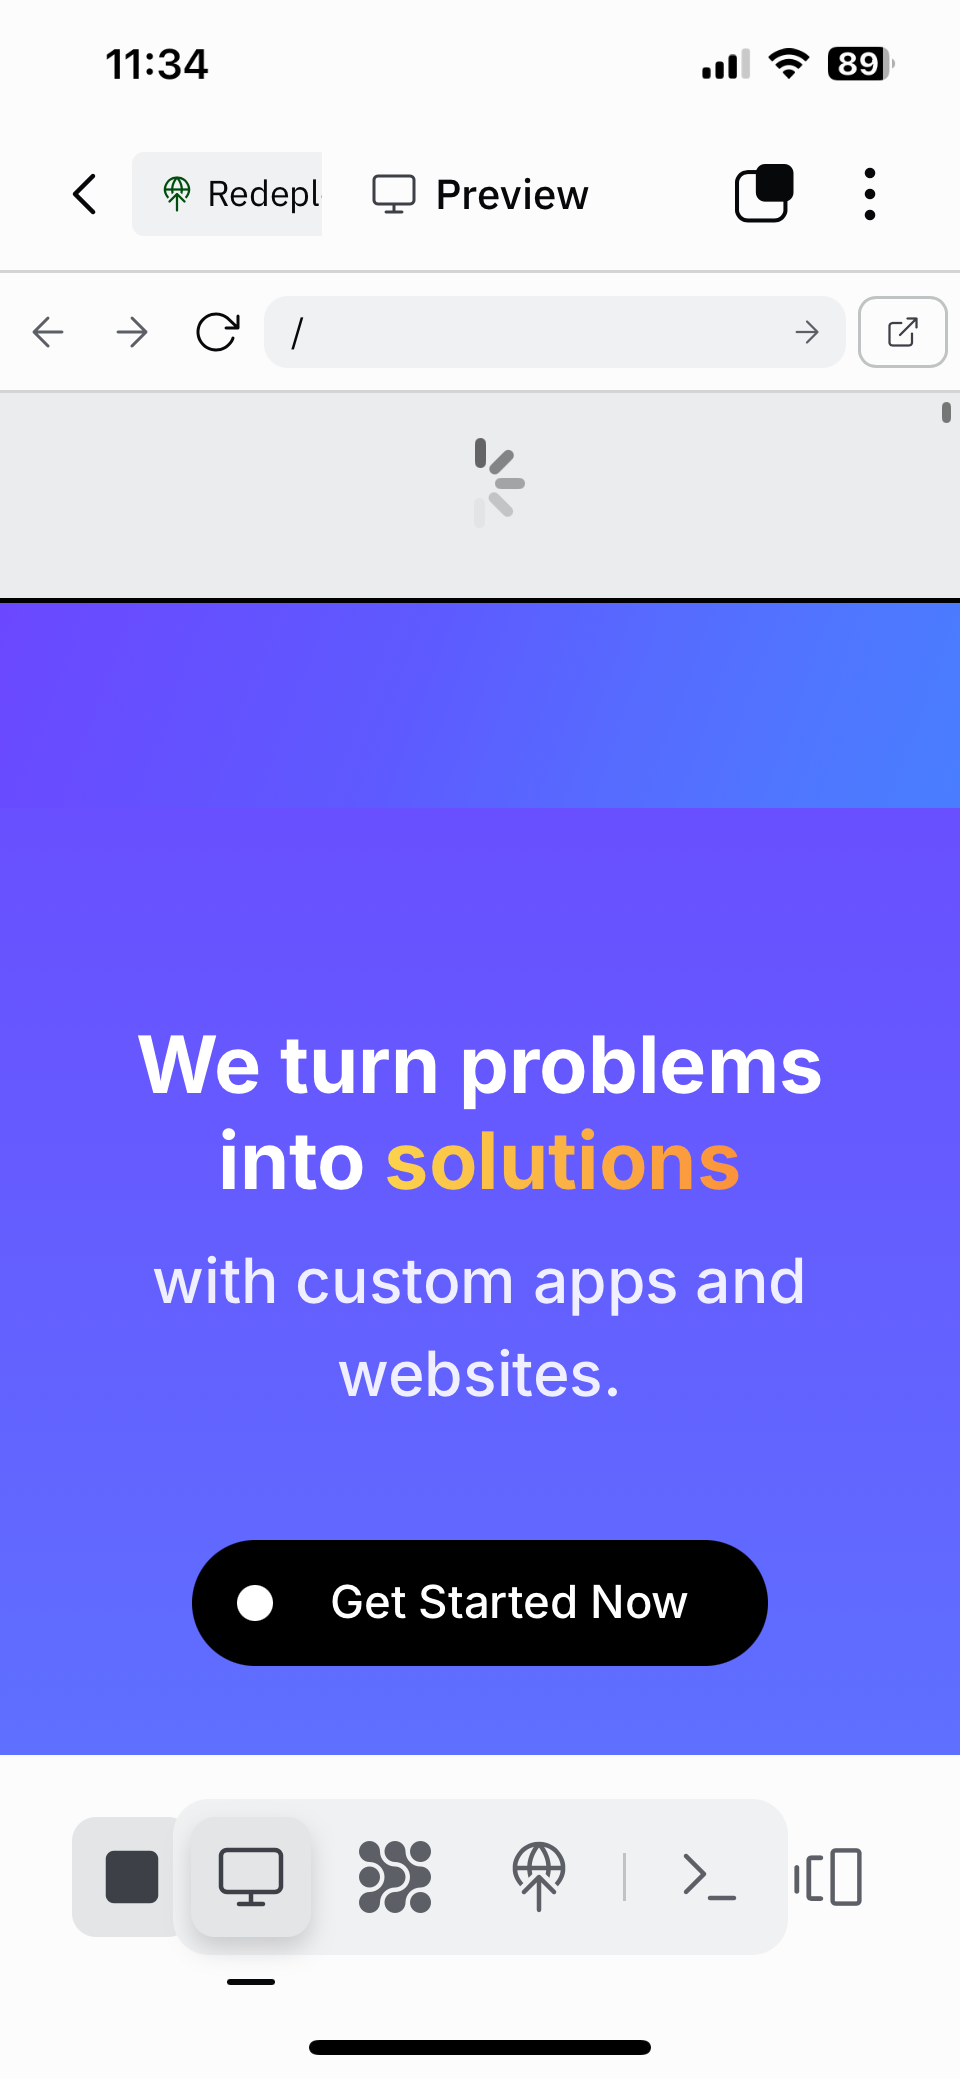 11:34
89
Redepl
Preview
/
We turn problems
into solutions
with custom apps and
websites.
Get Started Now